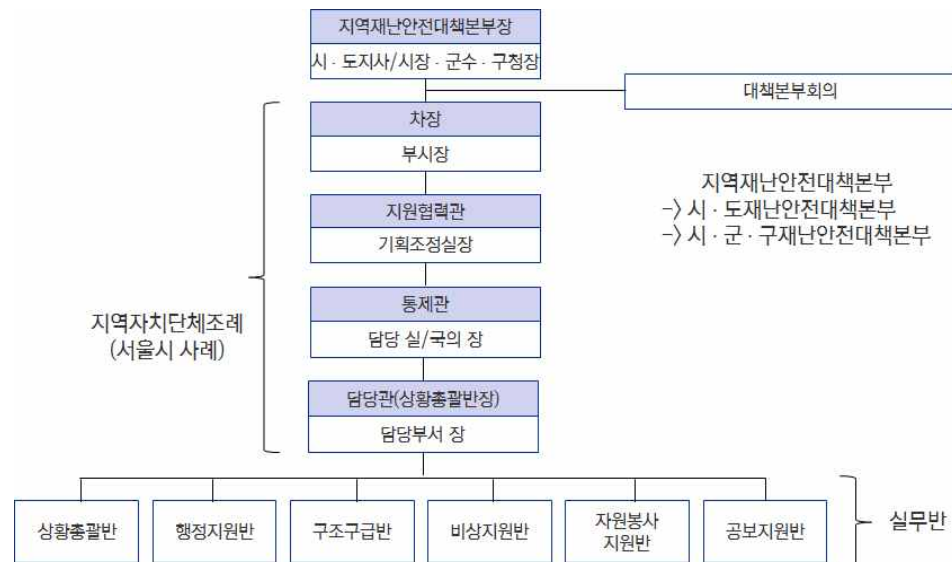 지역재난안전대책본부장
시 · 도지사/시장 · 군수 · 구청장
대책본부회의
차장
부시장
지역재난안전대책본부
-> 시 · 도재난안전대책본부
-> 시 · 군 · 구재난안전대책본부
지원협력관
기획조정실장
통제관
담당 실/국의 장
지역자치단체조례
(서울시 사례)
담당관(상황총괄반장)
담당부서 장
상황총괄반
행정지원반
구조구급반
비상지원반
자원봉사
지원반
공보지원반
실무반